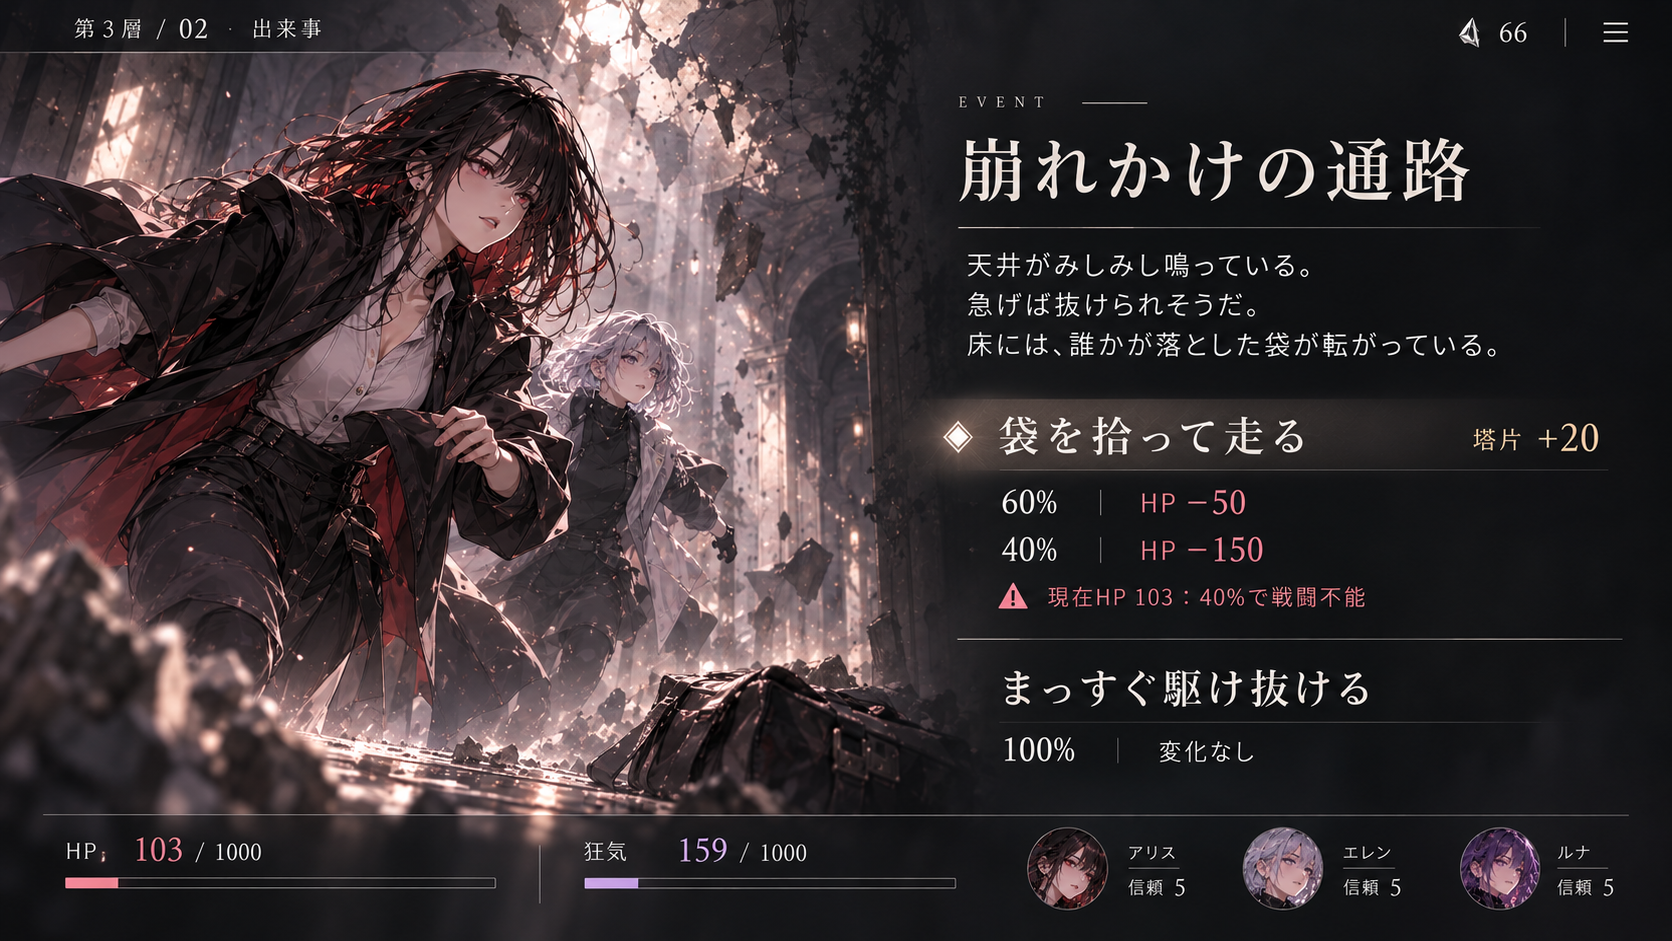 第3層 / 02 · 出来事
66
EVENT
崩れかけの通路
天井がみしみし鳴っている。
急げば抜けられそうだ。
床には、誰かが落とした袋が転がっている。
袋を拾って走る 塔片 +20
60% | HP −50
40% | HP −150
現在HP 103：40%で戦闘不能
まっすぐ駆け抜ける
100% | 変化なし
HP; 103 / 1000
狂気 159 / 1000
アリス
信頼 5
エレン
信頼 5
ルナ
信頼 5